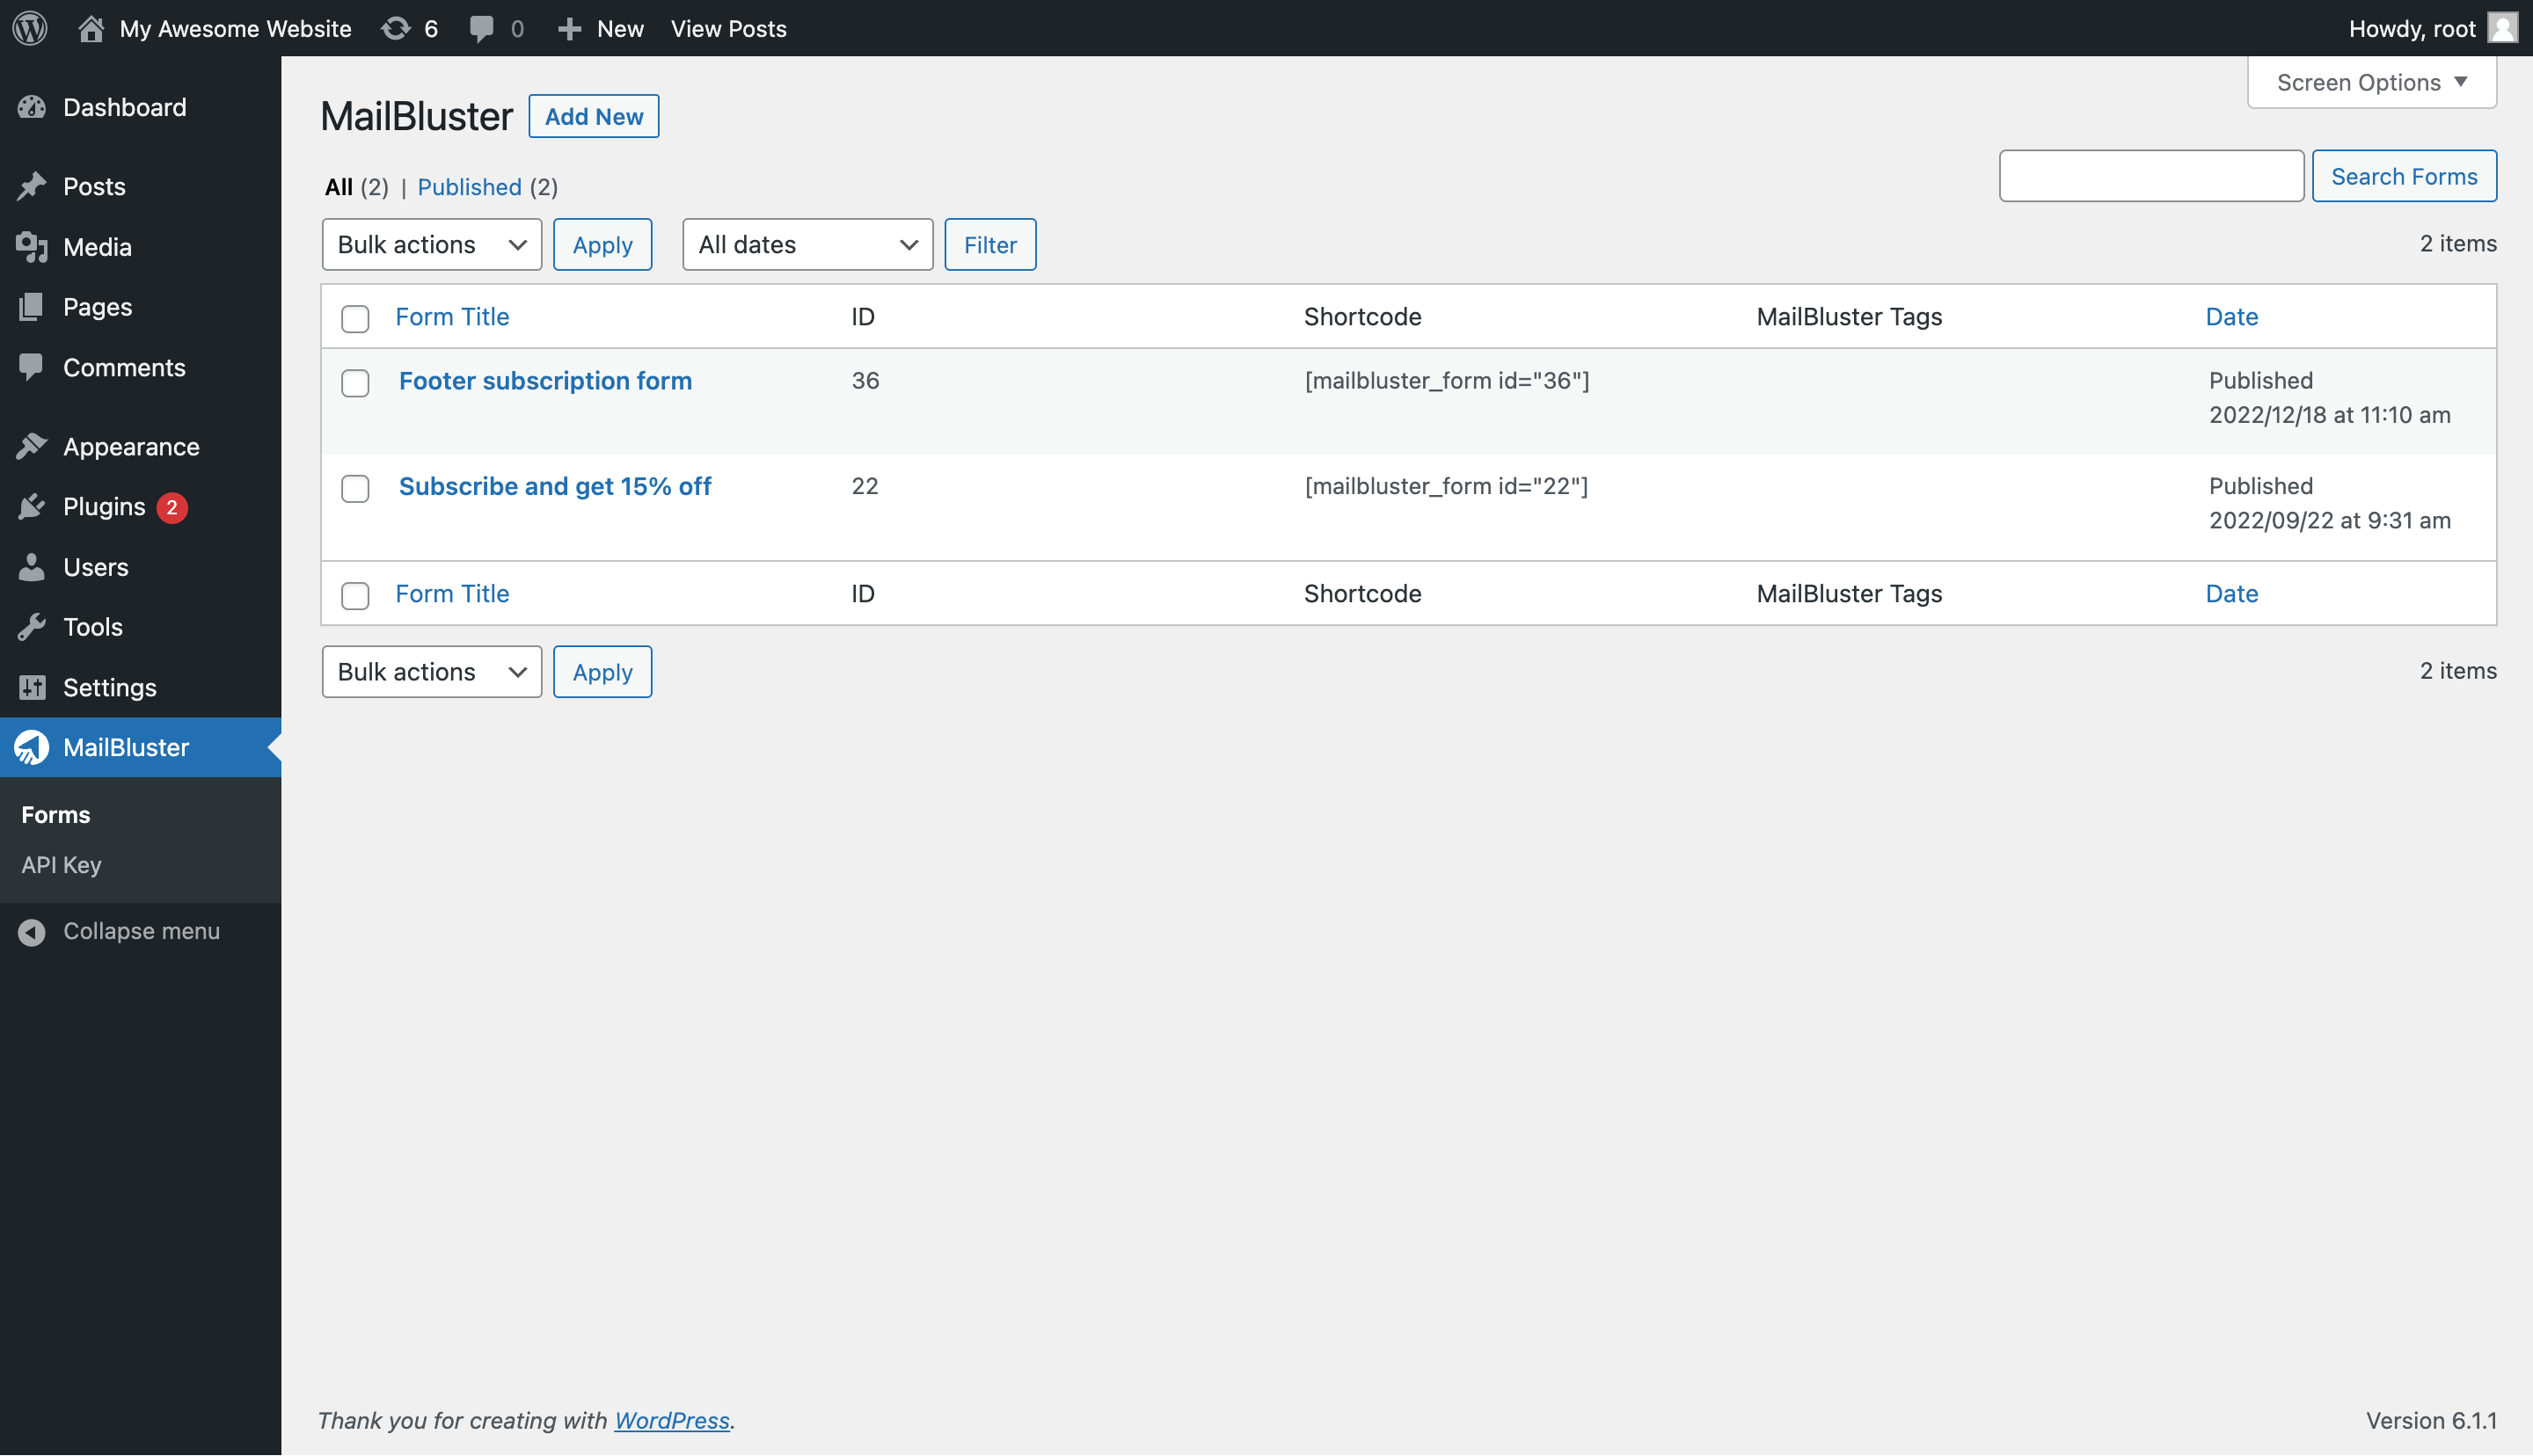 My Awesome Website 6 0 New View Posts Howdy, root
Dashboard
Posts
Media
Pages
Comments
Appearance
Plugins 2
Users
Tools
Settings
MailBluster
Forms
API Key
Collapse menu
Screen Options
MailBluster Add New
All (2) | Published (2)
Search Forms
Bulk actions Apply All dates Filter 2 items
Form Title ID Shortcode MailBluster Tags Date
Footer subscription form 36 [mailbluster_form id="36"] Published
2022/12/18 at 11:10 am
Subscribe and get 15% off 22 [mailbluster_form id="22"] Published
2022/09/22 at 9:31 am
Form Title ID Shortcode MailBluster Tags Date
Bulk actions Apply 2 items
Thank you for creating with WordPress. Version 6.1.1